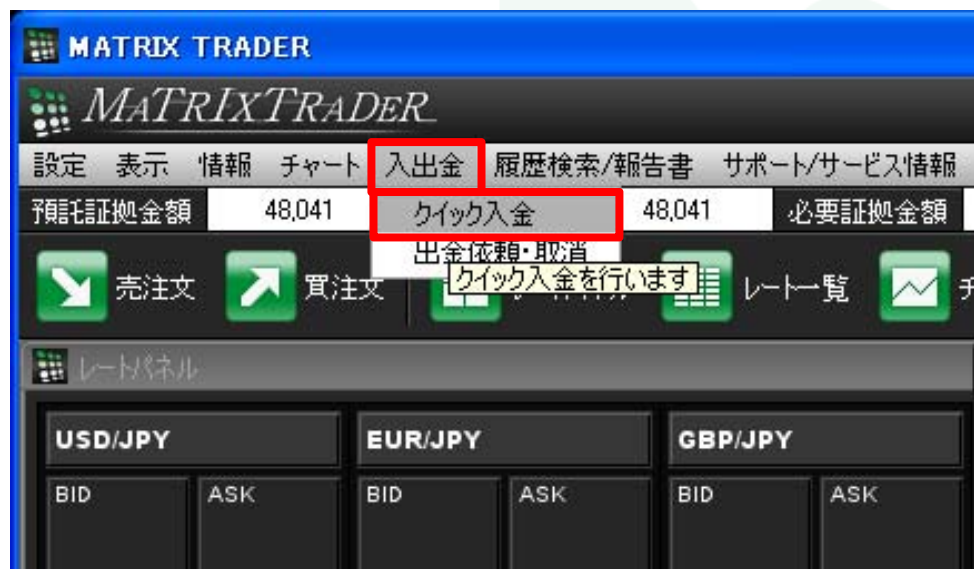 MATRIX TRADER
MATRIXTRADER
設定 表示 情報 チャート 入出金 履歴検索/報告書 サポート/サービス情報
預託証拠金額 48,041 クイック入金 48,041 必要証拠金額
出金依頼・取消
売注文 買注文 クイック入金を行います レート一覧
レートパネル
USD/JPY EUR/JPY GBP/JPY
BID ASK BID ASK BID ASK